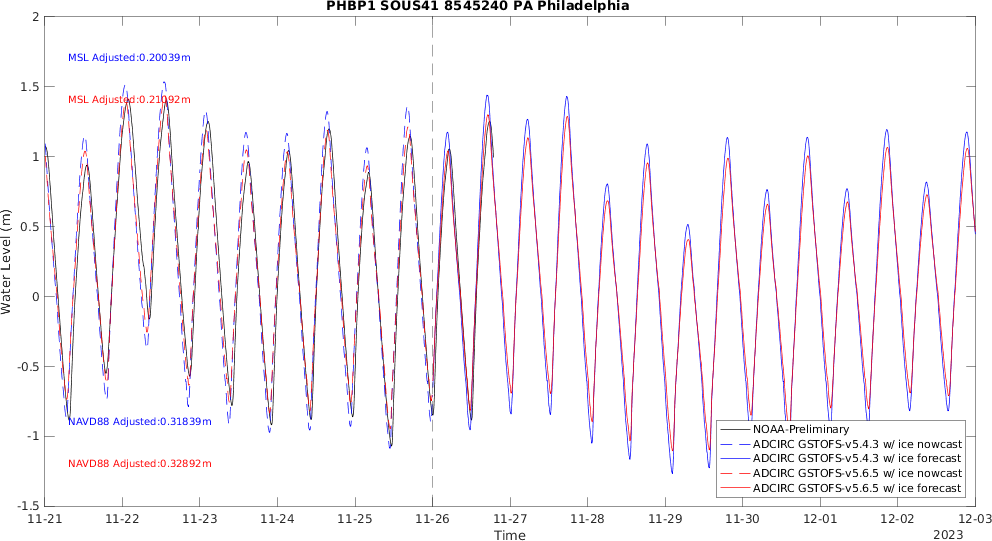 PHBP1 SOUS41 8545240 PA Philadelphia
Water Level (m)
2
1.5
1
0.5
0
-0.5
-1
-1.5
MSL Adjusted:0.20039m
MSL Adjusted:0.21092m
NAVD88 Adjusted:0.31839m
NAVD88 Adjusted:0.32892m
NOAA-Preliminary
ADCIRC GSTOFS-v5.4.3 w/ ice nowcast
ADCIRC GSTOFS-v5.4.3 w/ ice forecast
ADCIRC GSTOFS-v5.6.5 w/ ice nowcast
ADCIRC GSTOFS-v5.6.5 w/ ice forecast
11-21 11-22 11-23 11-24 11-25 11-26 11-27 11-28 11-29 11-30 12-01 12-02 12-03
Time
2023